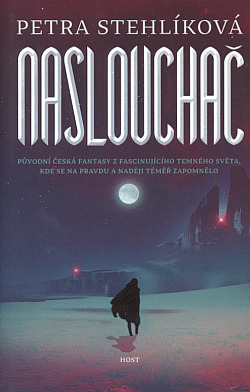 PETRA STEHLÍKOVÁ
NASLOUCHAČ
PŮVODNÍ ČESKÁ FANTASY Z FASCINUJÍCÍHO TEMNÉHO SVĚTA,
KDE SE NA PRAVDU A NADĚJI TÉMĚŘ ZAPOMNĚLO
HOST